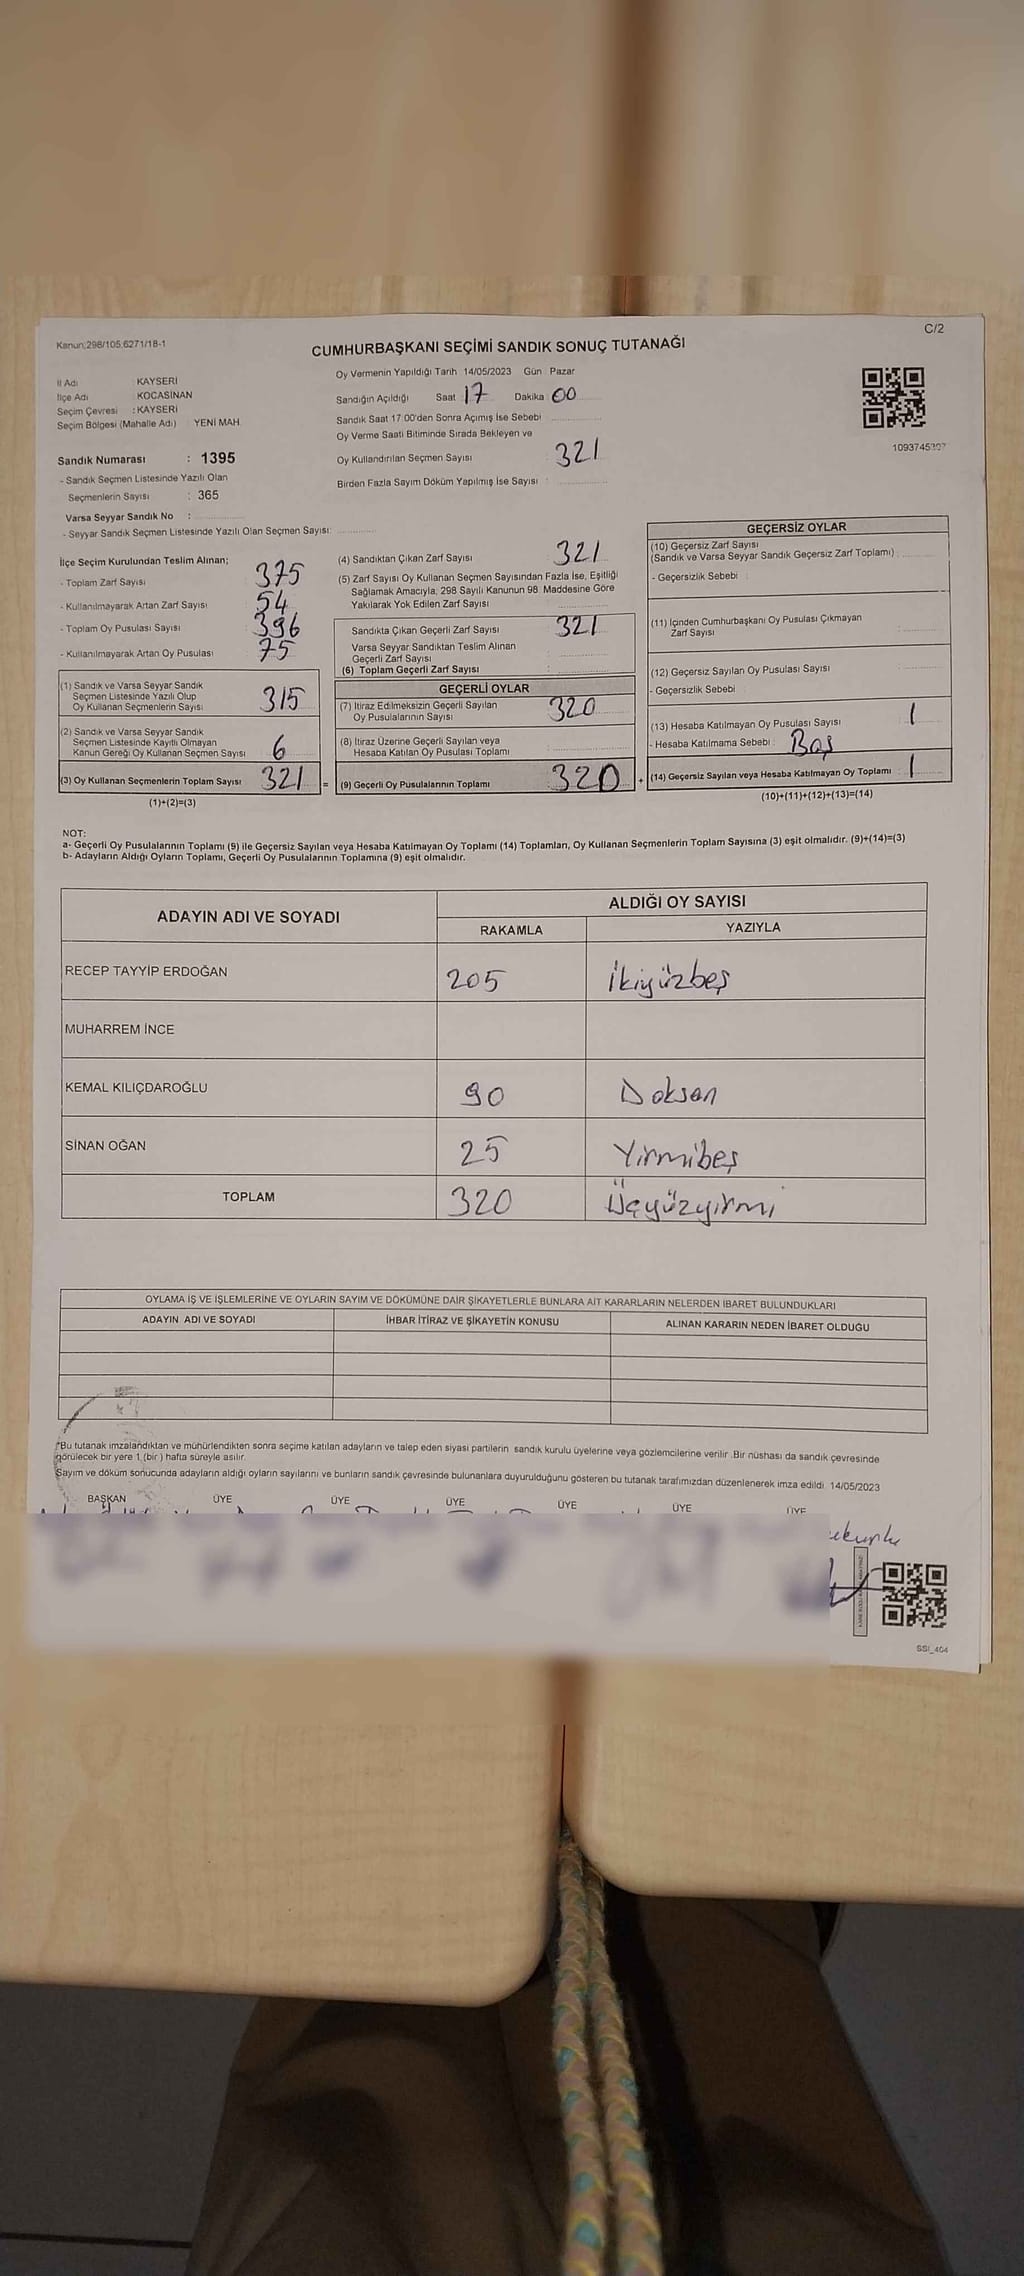 C/2
Kanun;298/105,6271/18-1
CUMHURBAŞKANI SEÇİMİ SANDIK SONUÇ TUTANAĞI
İl Adı : KAYSERİ
İlçe Adı : KOCASİNAN
Seçim Çevresi : KAYSERİ
Seçim Bölgesi (Mahalle Adı) YENİ MAH.
Sandık Numarası : 1395
- Sandık Seçmen Listesinde Yazılı Olan
Seçmenlerin Sayısı : 365
Varsa Seyyar Sandık No :
- Seyyar Sandık Seçmen Listesinde Yazılı Olan Seçmen Sayısı:
Oy Vermenin Yapıldığı Tarih 14/05/2023 Gün Pazar
Sandığın Açıldığı Saat 17 Dakika 00
Sandık Saat 17:00'den Sonra Açılmış İse Sebebi
Oy Verme Saati Bitiminde Sırada Bekleyen ve
Oy Kullandırılan Seçmen Sayısı 321
Birden Fazla Sayım Döküm Yapılmış İse Sayısı :
İlçe Seçim Kurulundan Teslim Alınan;
- Toplam Zarf Sayısı 375
- Kullanılmayarak Artan Zarf Sayısı 54
- Toplam Oy Pusulası Sayısı 396
- Kullanılmayarak Artan Oy Pusulası 75
(1) Sandık ve Varsa Seyyar Sandık
Seçmen Listesinde Yazılı Olup
Oy Kullanan Seçmenlerin Sayısı 315
(2) Sandık ve Varsa Seyyar Sandık
Seçmen Listesinde Kayıtlı Olmayan
Kanun Gereği Oy Kullanan Seçmen Sayısı 6
(3) Oy Kullanan Seçmenlerin Toplam Sayısı 321 =
(1)+(2)=(3)
(4) Sandıktan Çıkan Zarf Sayısı 321
(5) Zarf Sayısı Oy Kullanan Seçmen Sayısından Fazla İse, Eşitliği
Sağlamak Amacıyla, 298 Sayılı Kanunun 98. Maddesine Göre
Yakılarak Yok Edilen Zarf Sayısı
Sandıkta Çıkan Geçerli Zarf Sayısı 321
Varsa Seyyar Sandıktan Teslim Alınan
Geçerli Zarf Sayısı
(6) Toplam Geçerli Zarf Sayısı
GEÇERLİ OYLAR
(7) İtiraz Edilmeksizin Geçerli Sayılan
Oy Pusulalarının Sayısı 320
(8) İtiraz Üzerine Geçerli Sayılan veya
Hesaba Katılan Oy Pusulası Toplamı
(9) Geçerli Oy Pusulalarının Toplamı 320 +
GEÇERSİZ OYLAR
(10) Geçersiz Zarf Sayısı
(Sandık ve Varsa Seyyar Sandık Geçersiz Zarf Toplamı)
- Geçersizlik Sebebi :
(11) İçinden Cumhurbaşkanı Oy Pusulası Çıkmayan
Zarf Sayısı
(12) Geçersiz Sayılan Oy Pusulası Sayısı
- Geçersizlik Sebebi
(13) Hesaba Katılmayan Oy Pusulası Sayısı 1
- Hesaba Katılmama Sebebi : Boş
(14) Geçersiz Sayılan veya Hesaba Katılmayan Oy Toplamı 1
(10)+(11)+(12)+(13)=(14)
NOT:
a- Geçerli Oy Pusulalarının Toplamı (9) ile Geçersiz Sayılan veya Hesaba Katılmayan Oy Toplamı (14) Toplamları, Oy Kullanan Seçmenlerin Toplam Sayısına (3) eşit olmalıdır. (9)+(14)=(3)
b- Adayların Aldığı Oyların Toplamı, Geçerli Oy Pusulalarının Toplamına (9) eşit olmalıdır.
ADAYIN ADI VE SOYADI ALDIĞI OY SAYISI
RAKAMLA YAZIYLA
RECEP TAYYİP ERDOĞAN 205 İkiyüzbeş
MUHARREM İNCE
KEMAL KILIÇDAROĞLU 90 Doksan
SİNAN OĞAN 25 Yirmibeş
TOPLAM 320 Üçyüzyirmi
OYLAMA İŞ VE İŞLEMLERİNE VE OYLARIN SAYIM VE DÖKÜMÜNE DAİR ŞİKAYETLERLE BUNLARA AİT KARARLARIN NELERDEN İBARET BULUNDUKLARI
ADAYIN ADI VE SOYADI İHBAR İTİRAZ VE ŞİKAYETİN KONUSU ALINAN KARARIN NEDEN İBARET OLDUĞU
*Bu tutanak imzalandıktan ve mühürlendikten sonra seçime katılan adayların ve talep eden siyasi partilerin sandık kurulu üyelerine veya gözlemcilerine verilir. Bir nüshası da sandık çevresinde
görülecek bir yere 1 (bir) hafta süreyle asılır.
Sayım ve döküm sonucunda adayların aldığı oyların sayılarını ve bunların sandık çevresinde bulunanlara duyurulduğunu gösteren bu tutanak tarafımızdan düzenlenerek imza edildi. 14/05/2023
BAŞKAN ÜYE ÜYE ÜYE ÜYE ÜYE ÜYE
SSI_404